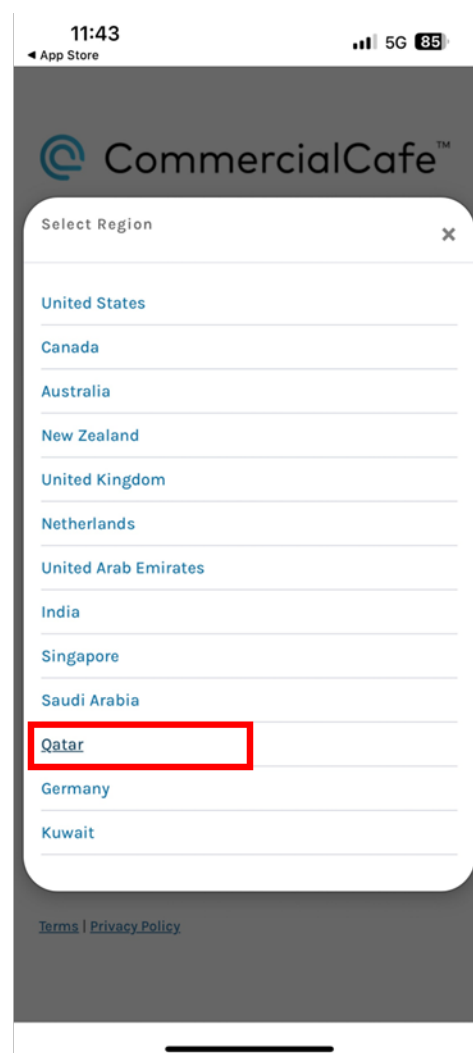 11:43
5G 85
◄ App Store
CommercialCafe™
Select Region
×
United States
Canada
Australia
New Zealand
United Kingdom
Netherlands
United Arab Emirates
India
Singapore
Saudi Arabia
Qatar
Germany
Kuwait
Terms | Privacy Policy